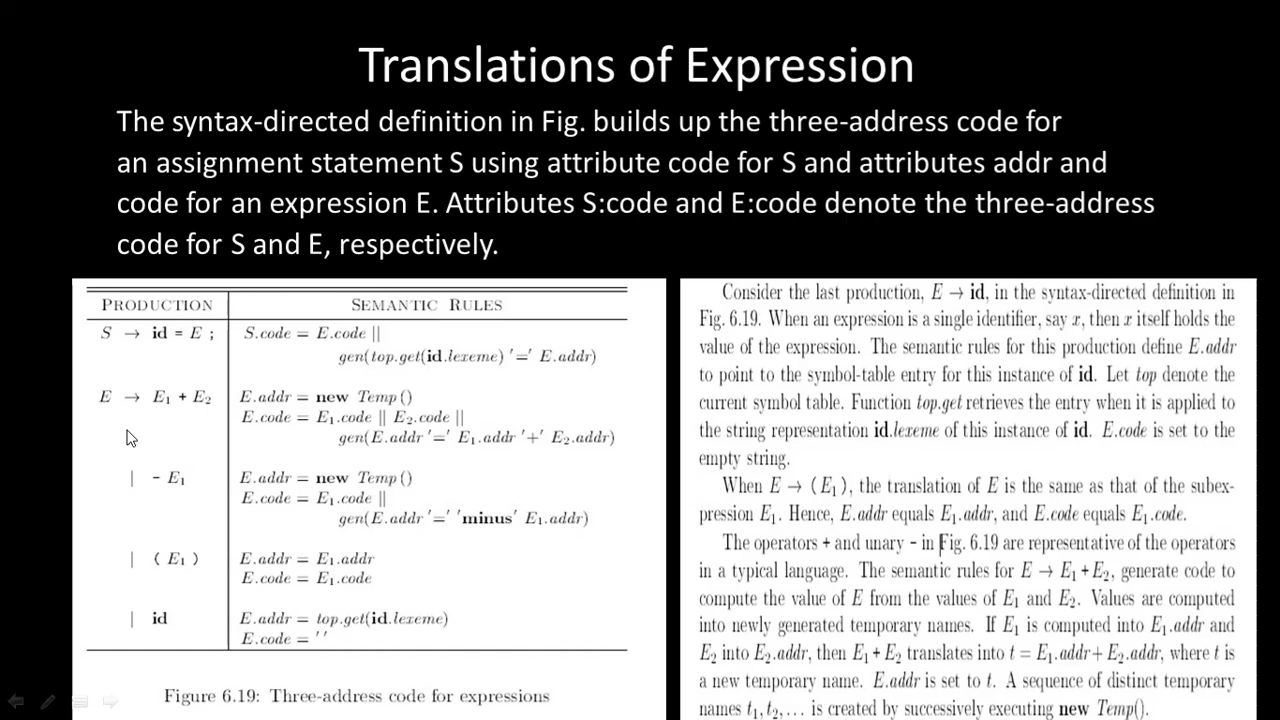 Translations of Expression
The syntax-directed definition in Fig. builds up the three-address code for
an assignment statement S using attribute code for S and attributes addr and
code for an expression E. Attributes S:code and E:code denote the three-address
code for S and E, respectively.
PRODUCTION SEMANTIC RULES
S → id = E ; S.code = E.code ||
gen(top.get(id.lexeme) '=' E.addr)
E → E₁ + E₂ E.addr = new Temp()
E.code = E₁.code || E₂.code ||
gen(E.addr '=' E₁.addr '+' E₂.addr)
| - E₁ E.addr = new Temp()
E.code = E₁.code ||
gen(E.addr '=' 'minus' E₁.addr)
| ( E₁ ) E.addr = E₁.addr
E.code = E₁.code
| id E.addr = top.get(id.lexeme)
E.code = ''
Figure 6.19: Three-address code for expressions
Consider the last production, E → id, in the syntax-directed definition in
Fig. 6.19. When an expression is a single identifier, say x, then x itself holds the
value of the expression. The semantic rules for this production define E.addr
to point to the symbol-table entry for this instance of id. Let top denote the
current symbol table. Function top.get retrieves the entry when it is applied to
the string representation id.lexeme of this instance of id. E.code is set to the
empty string.
When E → (E₁), the translation of E is the same as that of the subex-
pression E₁. Hence, E.addr equals E₁.addr, and E.code equals E₁.code.
The operators + and unary - in Fig. 6.19 are representative of the operators
in a typical language. The semantic rules for E → E₁+E₂, generate code to
compute the value of E from the values of E₁ and E₂. Values are computed
into newly generated temporary names. If E₁ is computed into E₁.addr and
E₂ into E₂.addr, then E₁+E₂ translates into t = E₁.addr+E₂.addr, where t is
a new temporary name. E.addr is set to t. A sequence of distinct temporary
names t₁, t₂, ... is created by successively executing new Temp().